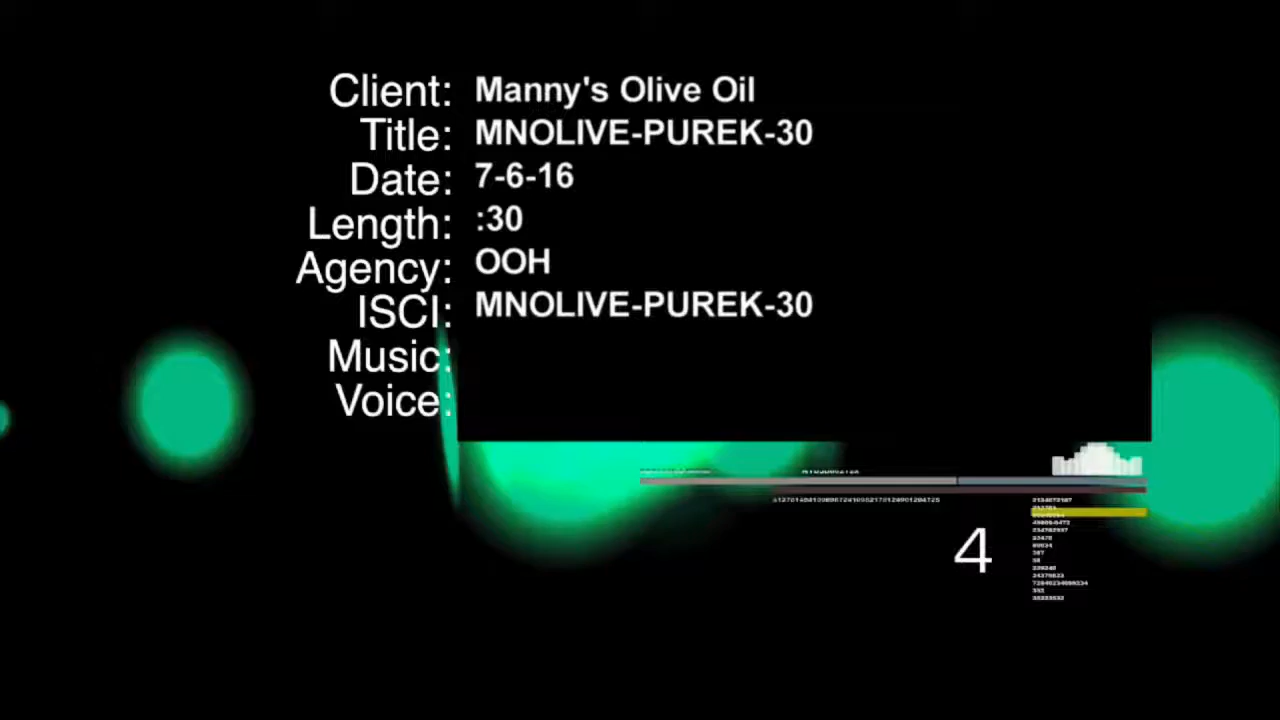 Client: Manny's Olive Oil
Title: MNOLIVE-PUREK-30
Date: 7-6-16
Length: :30
Agency: OOH
ISCI: MNOLIVE-PUREK-30
Music:
Voice:
4